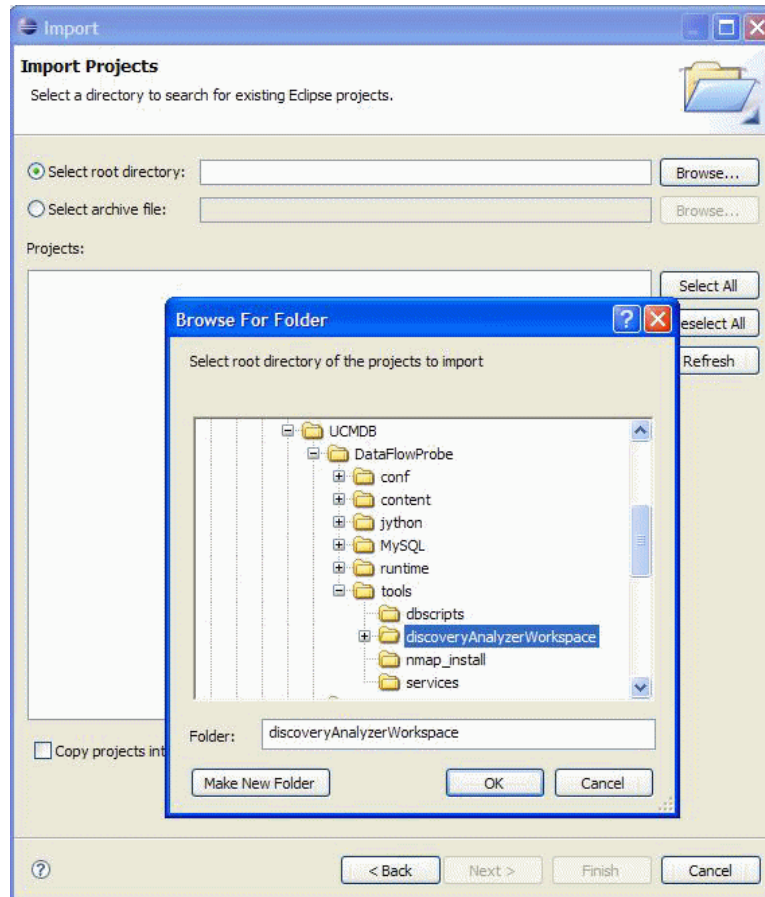 Import
Import Projects
Select a directory to search for existing Eclipse projects.
Select root directory:
Browse...
Select archive file:
Browse...
Projects:
Select All
eselect All
Refresh
Browse For Folder
Select root directory of the projects to import
UCMDB
DataFlowProbe
conf
content
jython
MySQL
runtime
tools
dbscripts
discoveryAnalyzerWorkspace
nmap_install
services
Folder:
discoveryAnalyzerWorkspace
Make New Folder
OK
Cancel
Copy projects int
< Back
Next >
Finish
Cancel